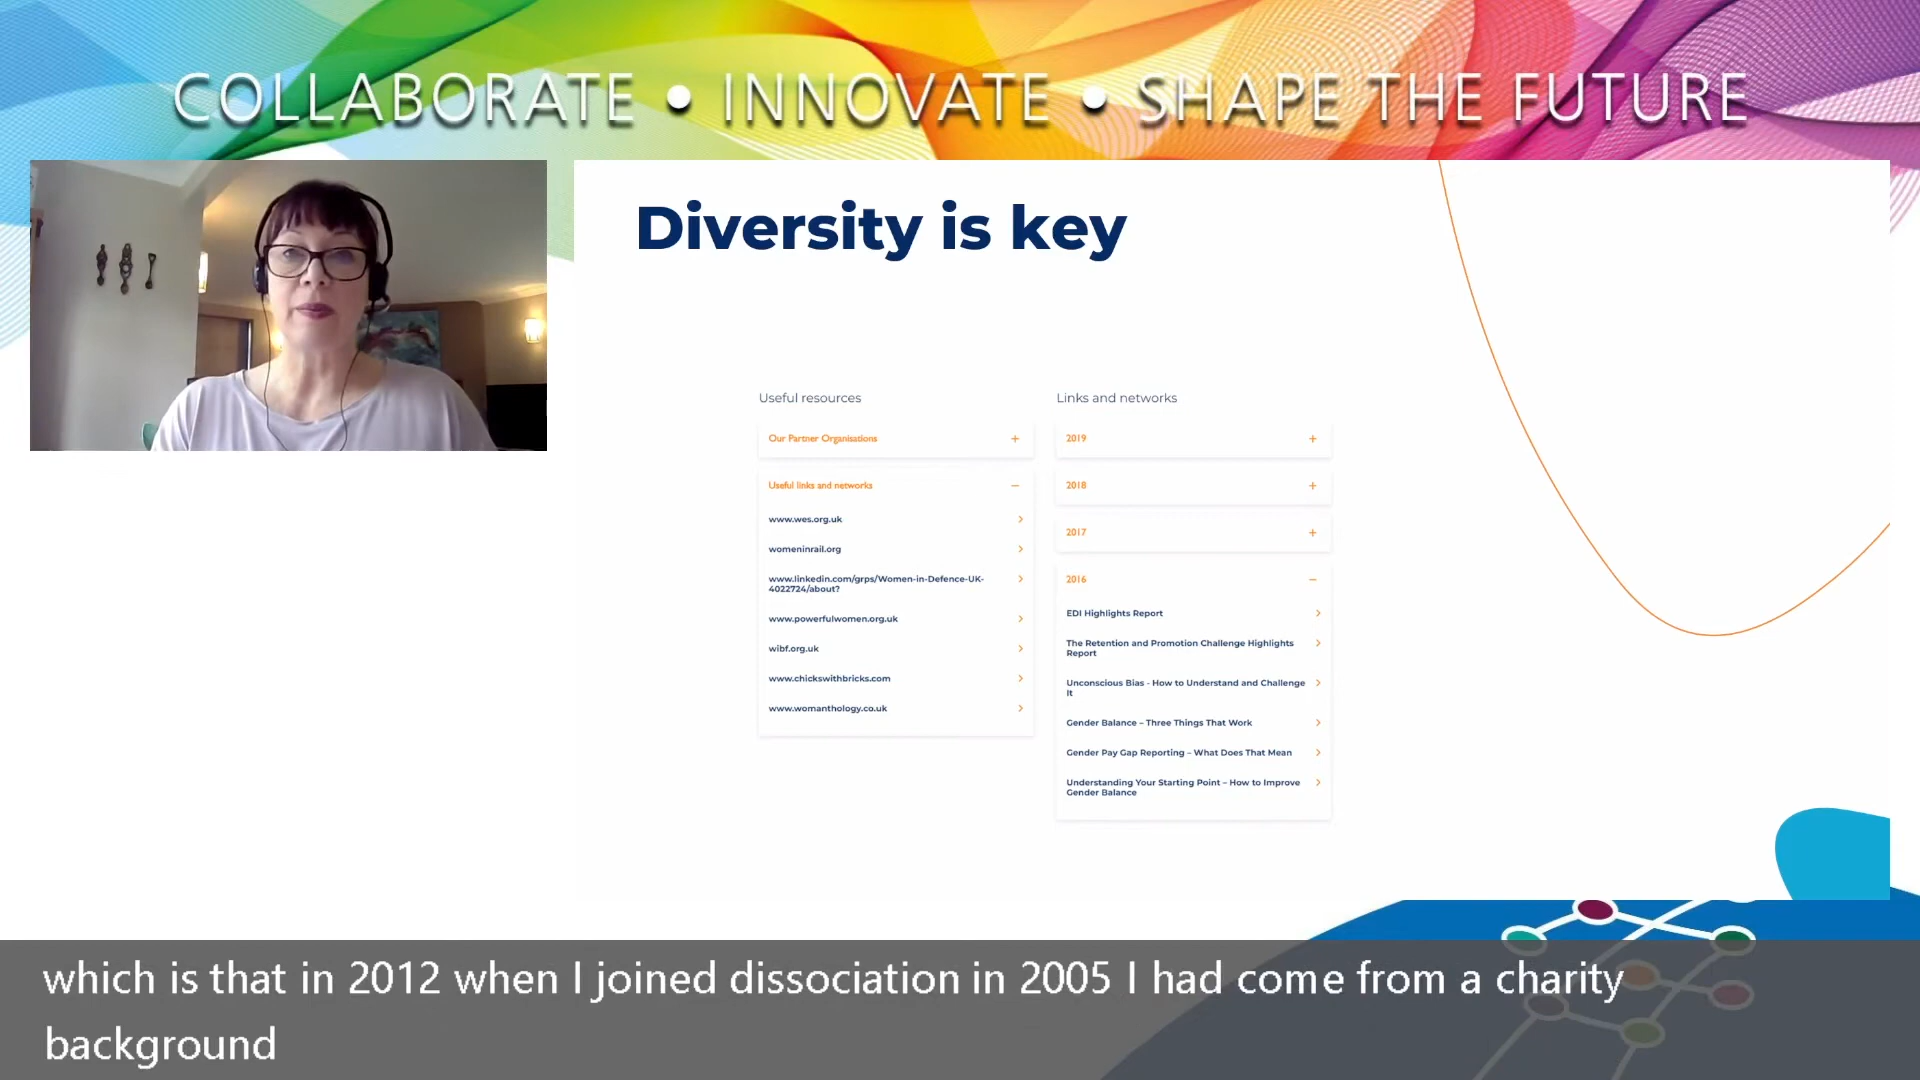 COLLABORATE • INNOVATE • SHAPE THE FUTURE
Diversity is key
Useful resources
Our Partner Organisations
Useful links and networks
www.wes.org.uk
womeninrail.org
www.linkedin.com/grps/Women-in-Defence-UK-
4022724/about?
www.powerfulwomen.org.uk
wibf.org.uk
www.chickswithbricks.com
www.womanthology.co.uk
Links and networks
2019
2018
2017
2016
EDI Highlights Report
The Retention and Promotion Challenge Highlights
Report
Unconscious Bias - How to Understand and Challenge
It
Gender Balance – Three Things That Work
Gender Pay Gap Reporting – What Does That Mean
Understanding Your Starting Point – How to Improve
Gender Balance
which is that in 2012 when I joined dissociation in 2005 I had come from a charity
background